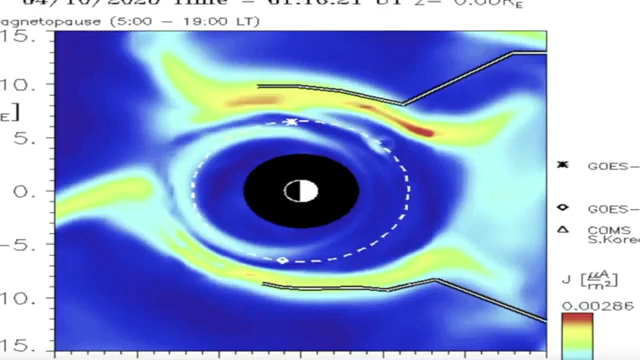 04/10/2026 Time = 01:16:21 UT Z= 0.00RE
agnetopause (5:00 – 19:00 LT)
15.
10.
5.
0.
-5.
10.
15.
E]
GOES-
GOES-
COMS
S.Kore
J [μA/m²]
0.00286